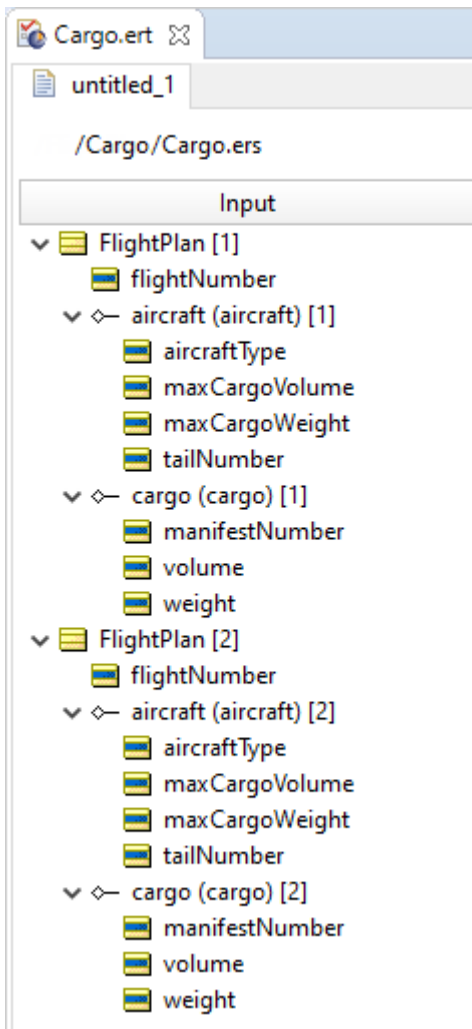 Cargo.ert
untitled_1
/Cargo/Cargo.ers
Input
FlightPlan [1]
flightNumber
aircraft (aircraft) [1]
aircraftType
maxCargoVolume
maxCargoWeight
tailNumber
cargo (cargo) [1]
manifestNumber
volume
weight
FlightPlan [2]
flightNumber
aircraft (aircraft) [2]
aircraftType
maxCargoVolume
maxCargoWeight
tailNumber
cargo (cargo) [2]
manifestNumber
volume
weight